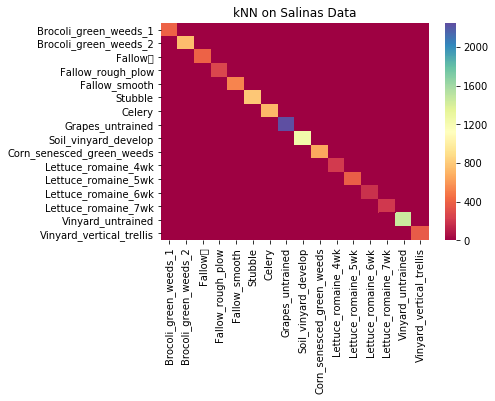 kNN on Salinas Data
Brocoli_green_weeds_1
Brocoli_green_weeds_2
Fallow▯
Fallow_rough_plow
Fallow_smooth
Stubble
Celery
Grapes_untrained
Soil_vinyard_develop
Corn_senesced_green_weeds
Lettuce_romaine_4wk
Lettuce_romaine_5wk
Lettuce_romaine_6wk
Lettuce_romaine_7wk
Vinyard_untrained
Vinyard_vertical_trellis
Brocoli_green_weeds_1
Brocoli_green_weeds_2
Fallow▯
Fallow_rough_plow
Fallow_smooth
Stubble
Celery
Grapes_untrained
Soil_vinyard_develop
Corn_senesced_green_weeds
Lettuce_romaine_4wk
Lettuce_romaine_5wk
Lettuce_romaine_6wk
Lettuce_romaine_7wk
Vinyard_untrained
Vinyard_vertical_trellis
2000
1600
1200
800
400
0